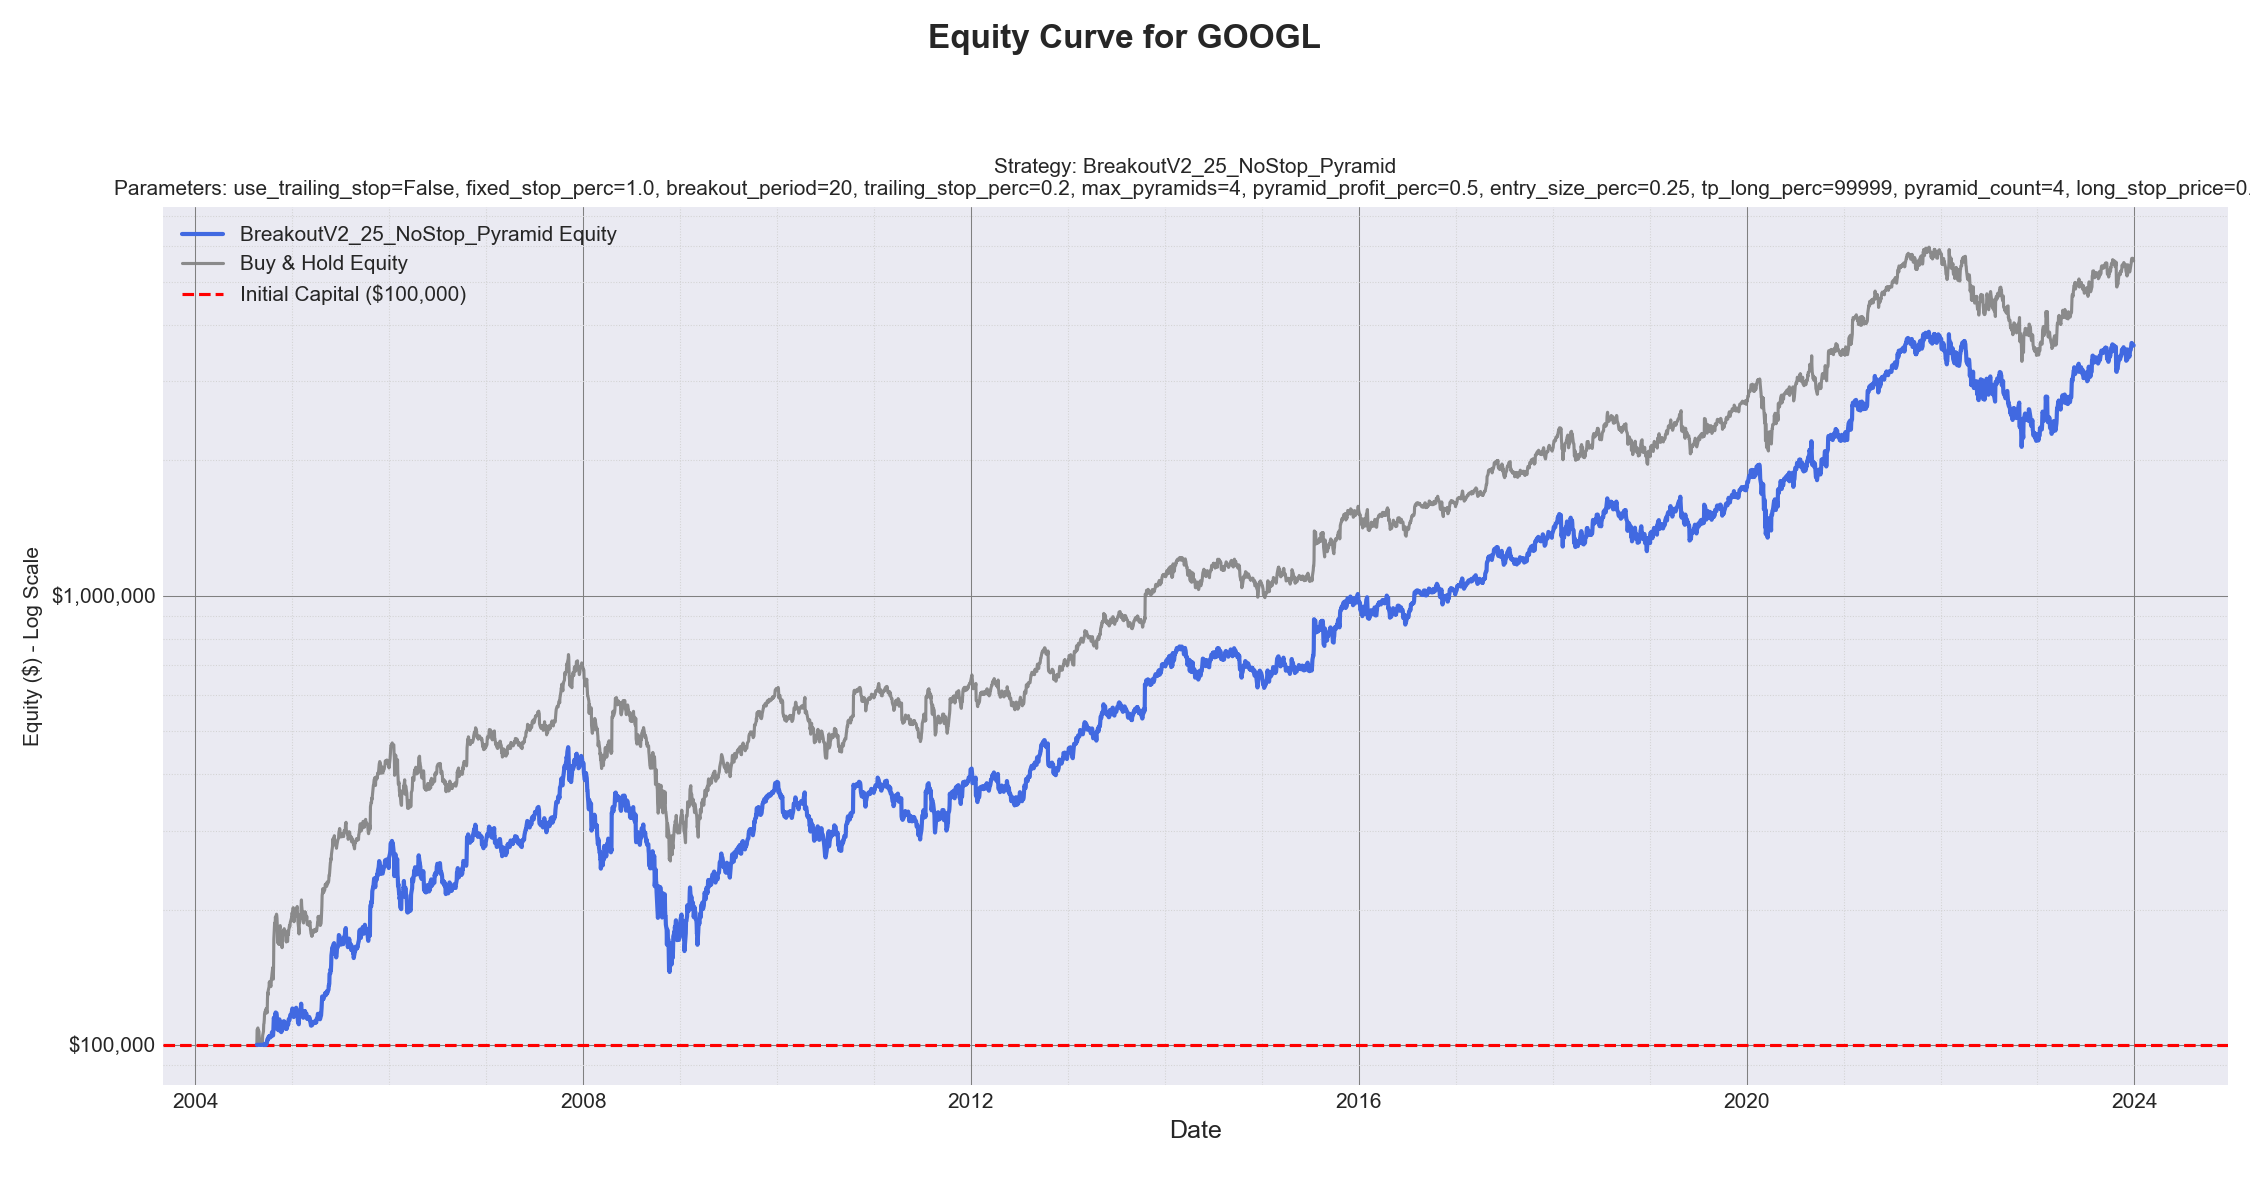 Equity Curve for GOOGL
Strategy: BreakoutV2_25_NoStop_Pyramid
Parameters: use_trailing_stop=False, fixed_stop_perc=1.0, breakout_period=20, trailing_stop_perc=0.2, max_pyramids=4, pyramid_profit_perc=0.5, entry_size_perc=0.25, tp_long_perc=99999, pyramid_count=4, long_stop_price=0.
BreakoutV2_25_NoStop_Pyramid Equity
Buy & Hold Equity
Initial Capital ($100,000)
Equity ($) - Log Scale
$1,000,000
$100,000
2004 2008 2012 2016 2020 2024
Date